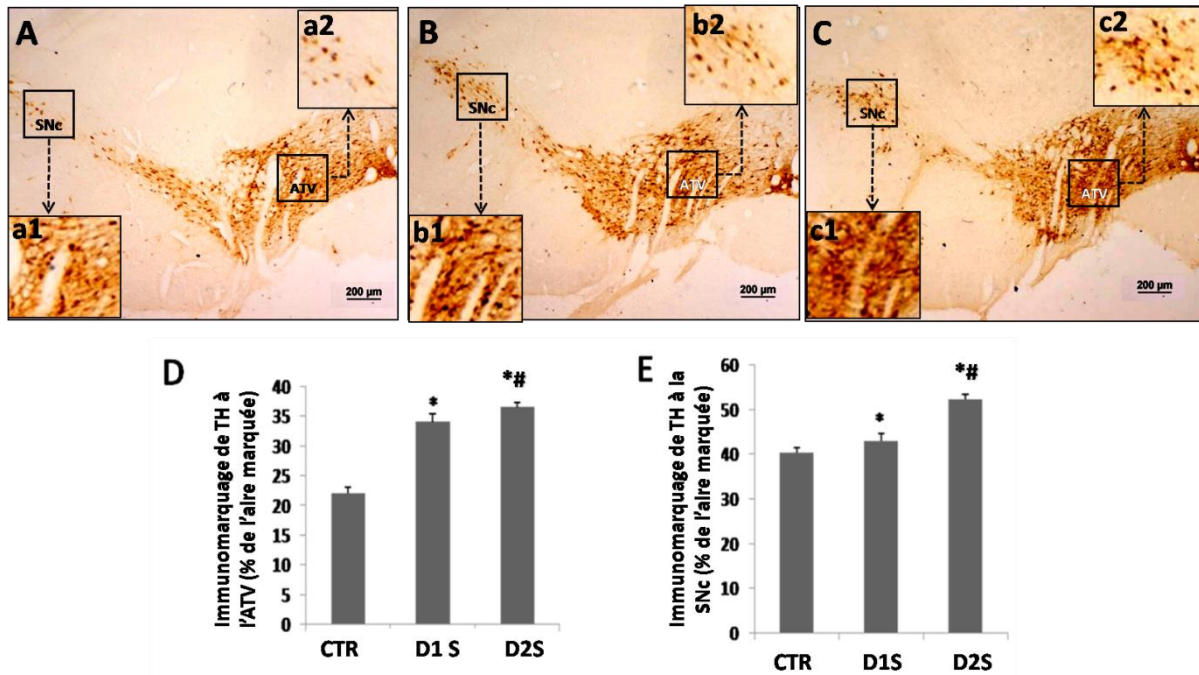 A
a2
SNc
ATV
a1
200 µm
B
b2
SNc
ATV
b1
200 µm
C
c2
SNc
ATV
c1
200 µm
D
Immunomarquage de TH à
l'ATV (% de l'aire marquée)
40
35
30
25
20
15
10
5
0
*
*#
CTR
D1 S
D2S
E
Immunomarquage de TH à la
SNc (% de l'aire marquée)
60
50
40
30
20
10
0
*
*#
CTR
D1S
D2S